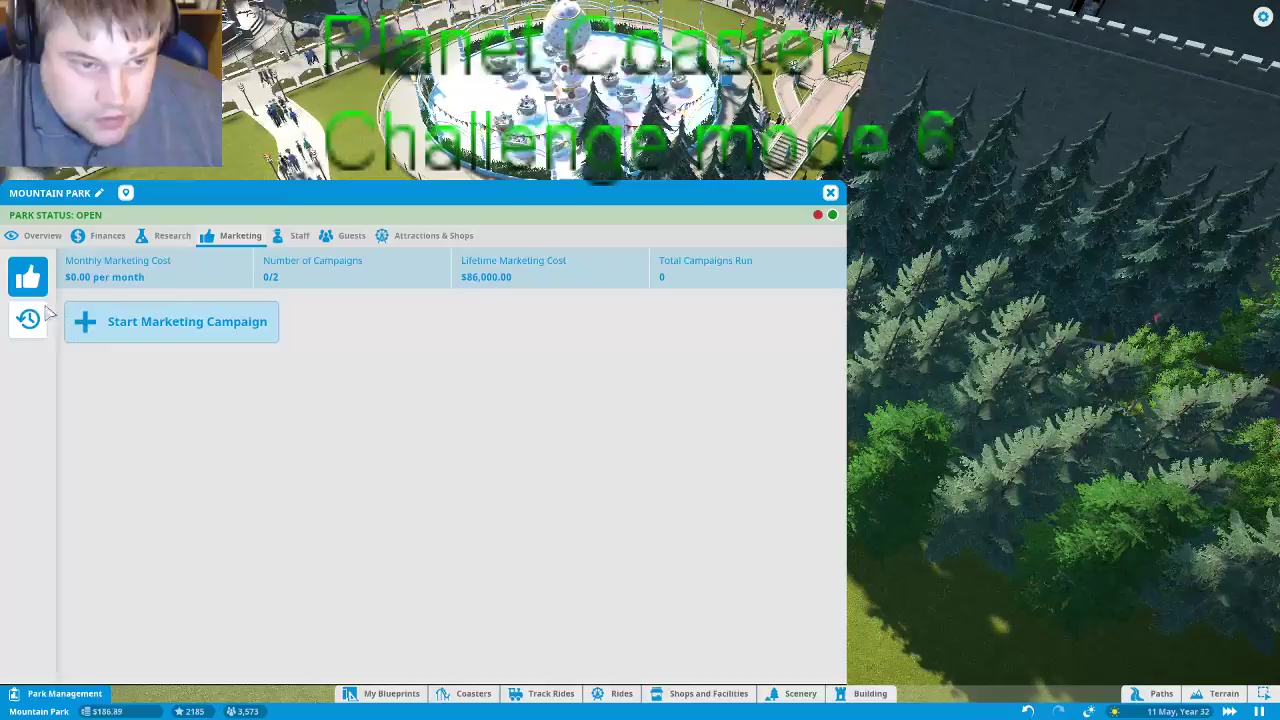 Planet Coaster
Challenge mode 6
MOUNTAIN PARK
PARK STATUS: OPEN
Overview Finances Research Marketing Staff Guests Attractions & Shops
Monthly Marketing Cost Number of Campaigns Lifetime Marketing Cost Total Campaigns Run
$0.00 per month 0/2 $86,000.00 0
Start Marketing Campaign
Park Management My Blueprints Coasters Track Rides Rides Shops and Facilities Scenery Building Paths Terrain
Mountain Park $186.89 2185 3,573 11 May, Year 32